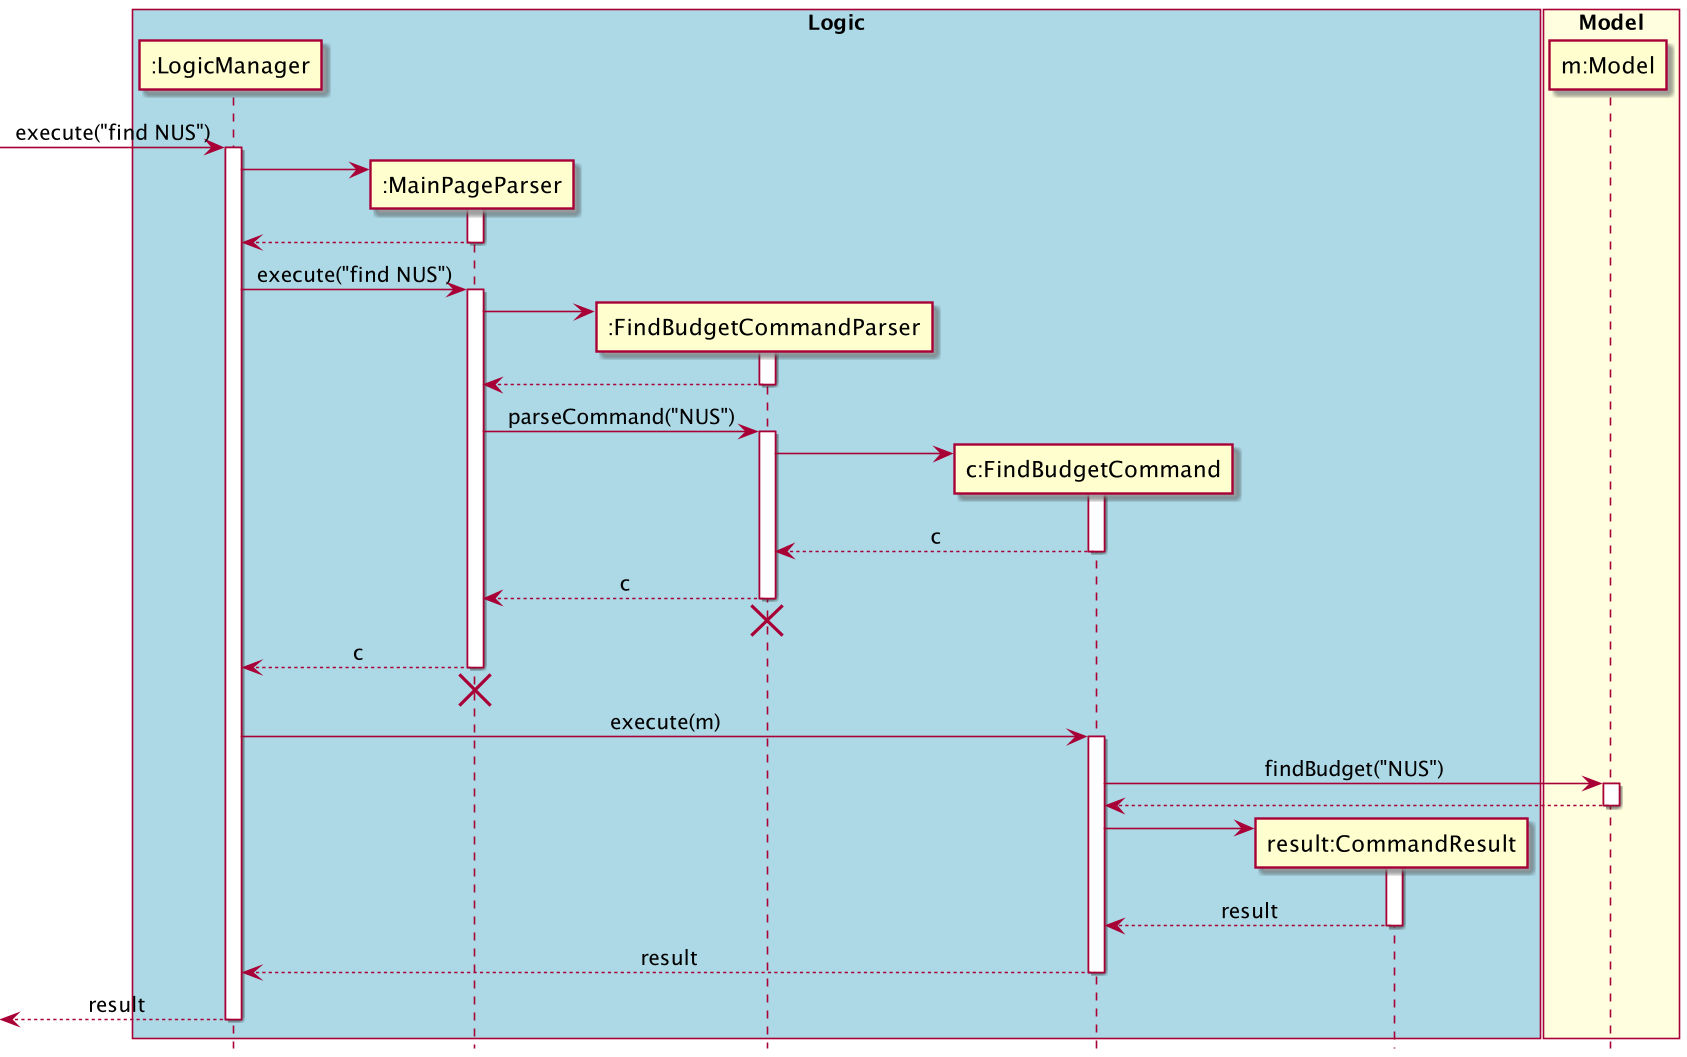 Logic
Model
:LogicManager
m:Model
execute("find NUS")
:MainPageParser
execute("find NUS")
:FindBudgetCommandParser
parseCommand("NUS")
c:FindBudgetCommand
c
c
c
execute(m)
findBudget("NUS")
result:CommandResult
result
result
result